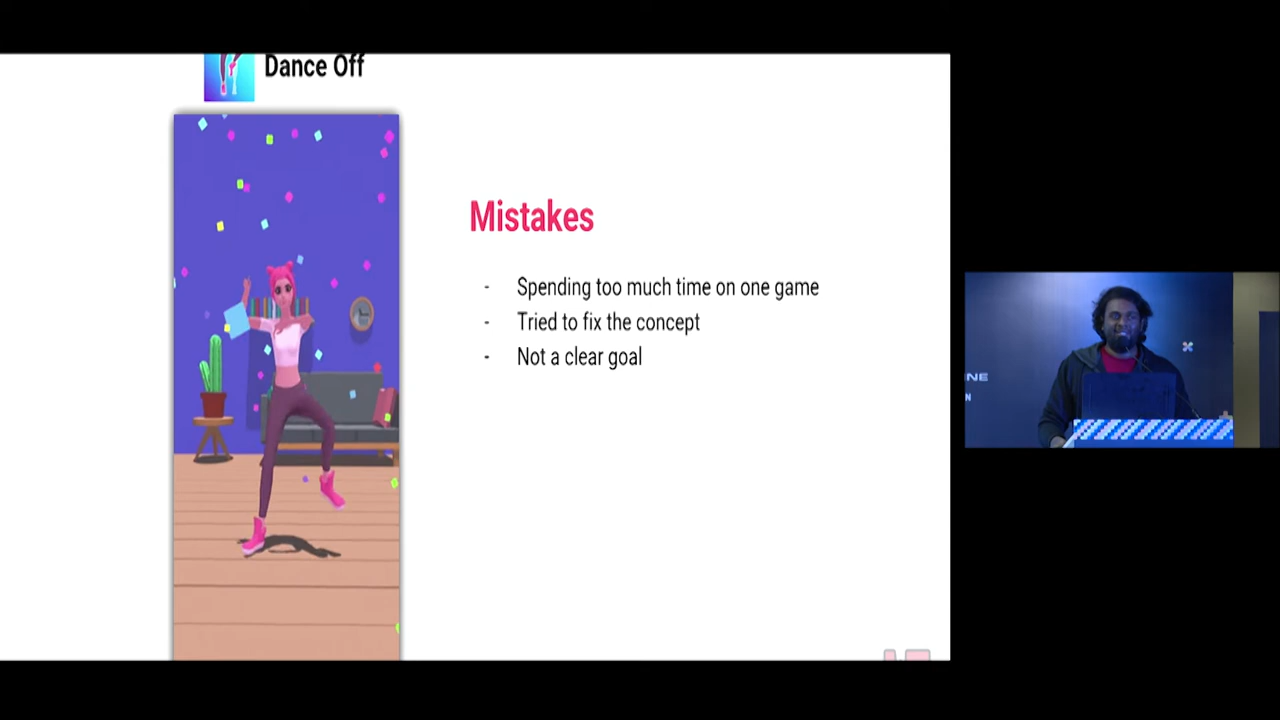 Dance Off
Mistakes
- Spending too much time on one game
- Tried to fix the concept
- Not a clear goal